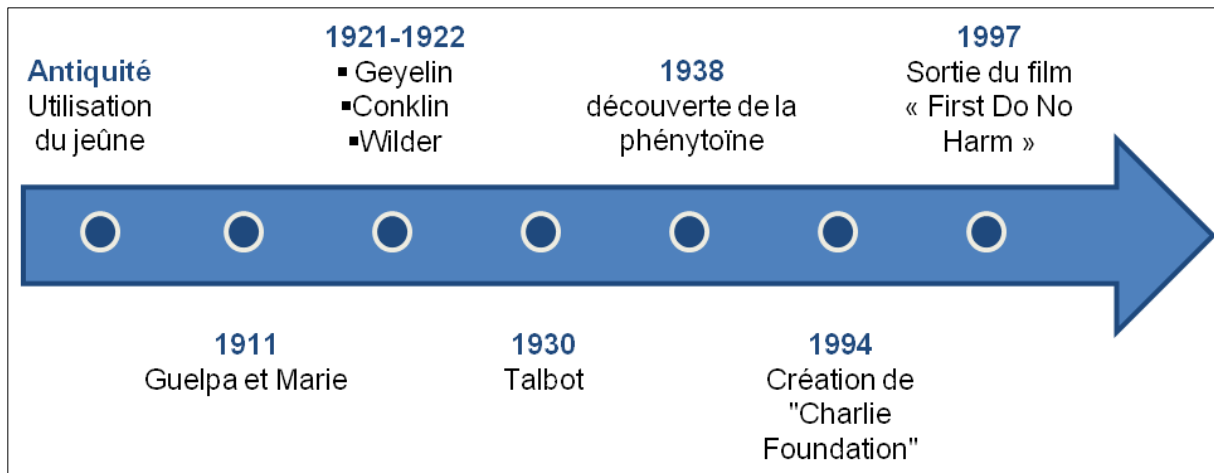 Antiquité
Utilisation
du jeûne
1911
Guelpa et Marie
1921-1922
▪ Geyelin
▪Conklin
▪Wilder
1930
Talbot
1938
découverte de la
phénytoïne
1994
Création de
"Charlie
Foundation"
1997
Sortie du film
« First Do No
Harm »